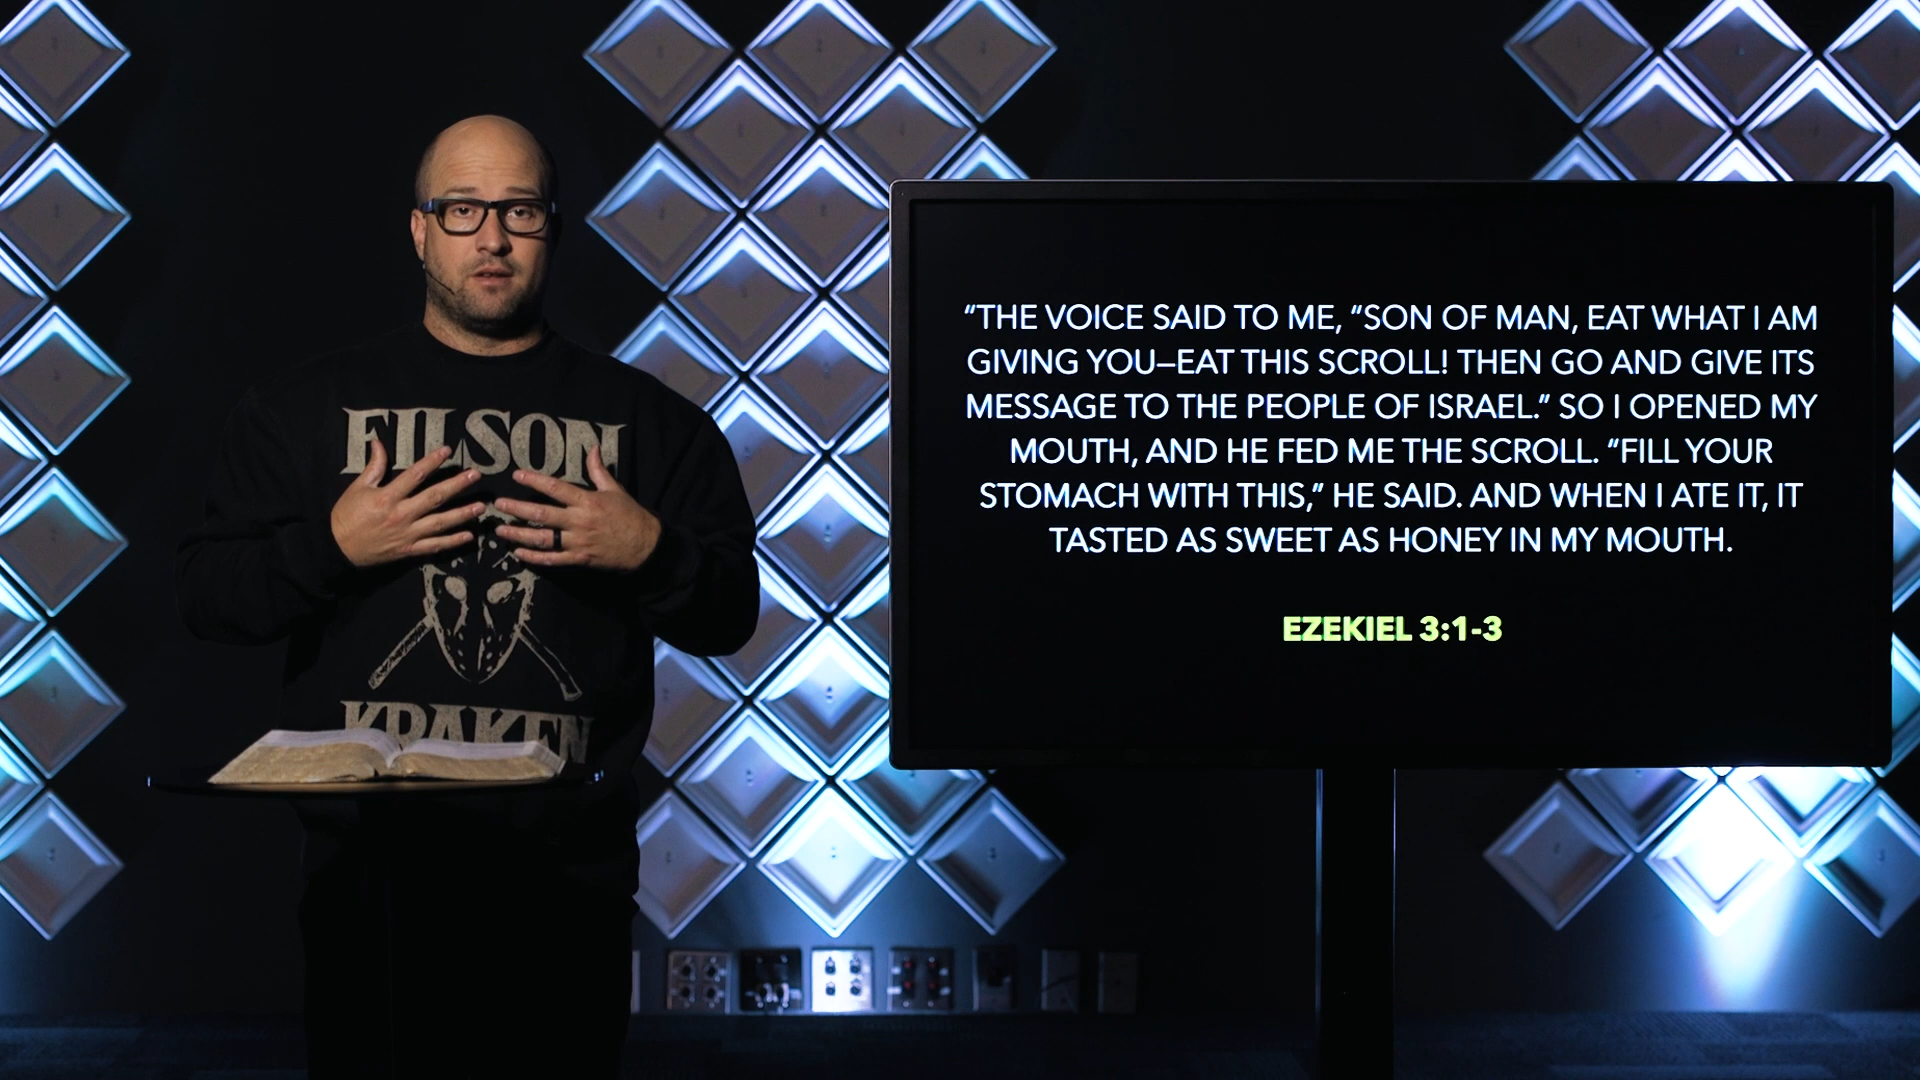 FILSON
KRAKEN
“THE VOICE SAID TO ME, “SON OF MAN, EAT WHAT I AM
GIVING YOU—EAT THIS SCROLL! THEN GO AND GIVE ITS
MESSAGE TO THE PEOPLE OF ISRAEL.” SO I OPENED MY
MOUTH, AND HE FED ME THE SCROLL. “FILL YOUR
STOMACH WITH THIS,” HE SAID. AND WHEN I ATE IT, IT
TASTED AS SWEET AS HONEY IN MY MOUTH.
EZEKIEL 3:1-3